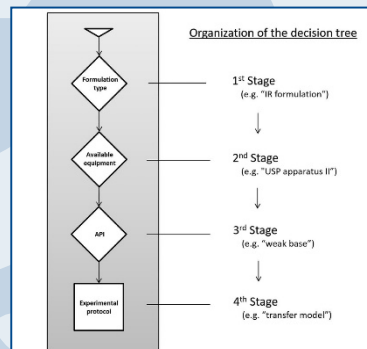 Organization of the decision tree
Formulation
type
1st Stage
(e.g. "IR formulation")
Available
equipment
2nd Stage
(e.g. "USP apparatus II")
API
3rd Stage
(e.g. "weak base")
Experimental
protocol
4th Stage
(e.g. "transfer model")